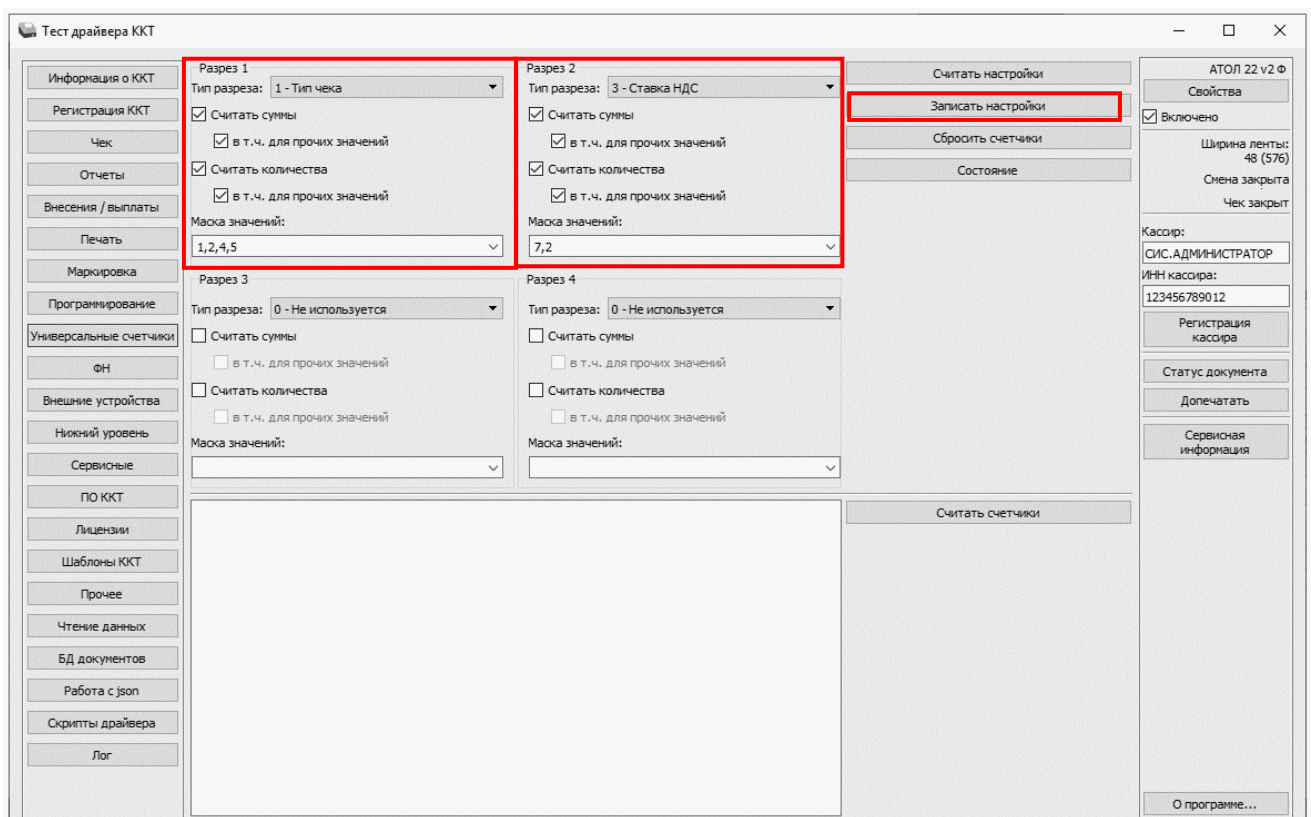 Тест драйвера ККТ
Информация о ККТ
Регистрация ККТ
Чек
Отчеты
Внесения / выплаты
Печать
Маркировка
Программирование
Универсальные счетчики
ФН
Внешние устройства
Нижний уровень
Сервисные
ПО ККТ
Лицензии
Шаблоны ККТ
Прочее
Чтение данных
БД документов
Работа с json
Скрипты драйвера
Лог
Разрез 1
Тип разреза: 1 - Тип чека
Считать суммы
в т.ч. для прочих значений
Считать количества
в т.ч. для прочих значений
Маска значений:
1,2,4,5
Разрез 2
Тип разреза: 3 - Ставка НДС
Считать суммы
в т.ч. для прочих значений
Считать количества
в т.ч. для прочих значений
Маска значений:
7,2
Разрез 3
Тип разреза: 0 - Не используется
Считать суммы
в т.ч. для прочих значений
Считать количества
в т.ч. для прочих значений
Маска значений:
Разрез 4
Тип разреза: 0 - Не используется
Считать суммы
в т.ч. для прочих значений
Считать количества
в т.ч. для прочих значений
Маска значений:
Считать настройки
Записать настройки
Сбросить счетчики
Состояние
Считать счетчики
АТОЛ 22 v2 Ф
Свойства
Включено
Ширина ленты:
48 (576)
Смена закрыта
Чек закрыт
Кассир:
СИС.АДМИНИСТРАТОР
ИНН кассира:
123456789012
Регистрация
кассира
Статус документа
Допечатать
Сервисная
информация
О программе...